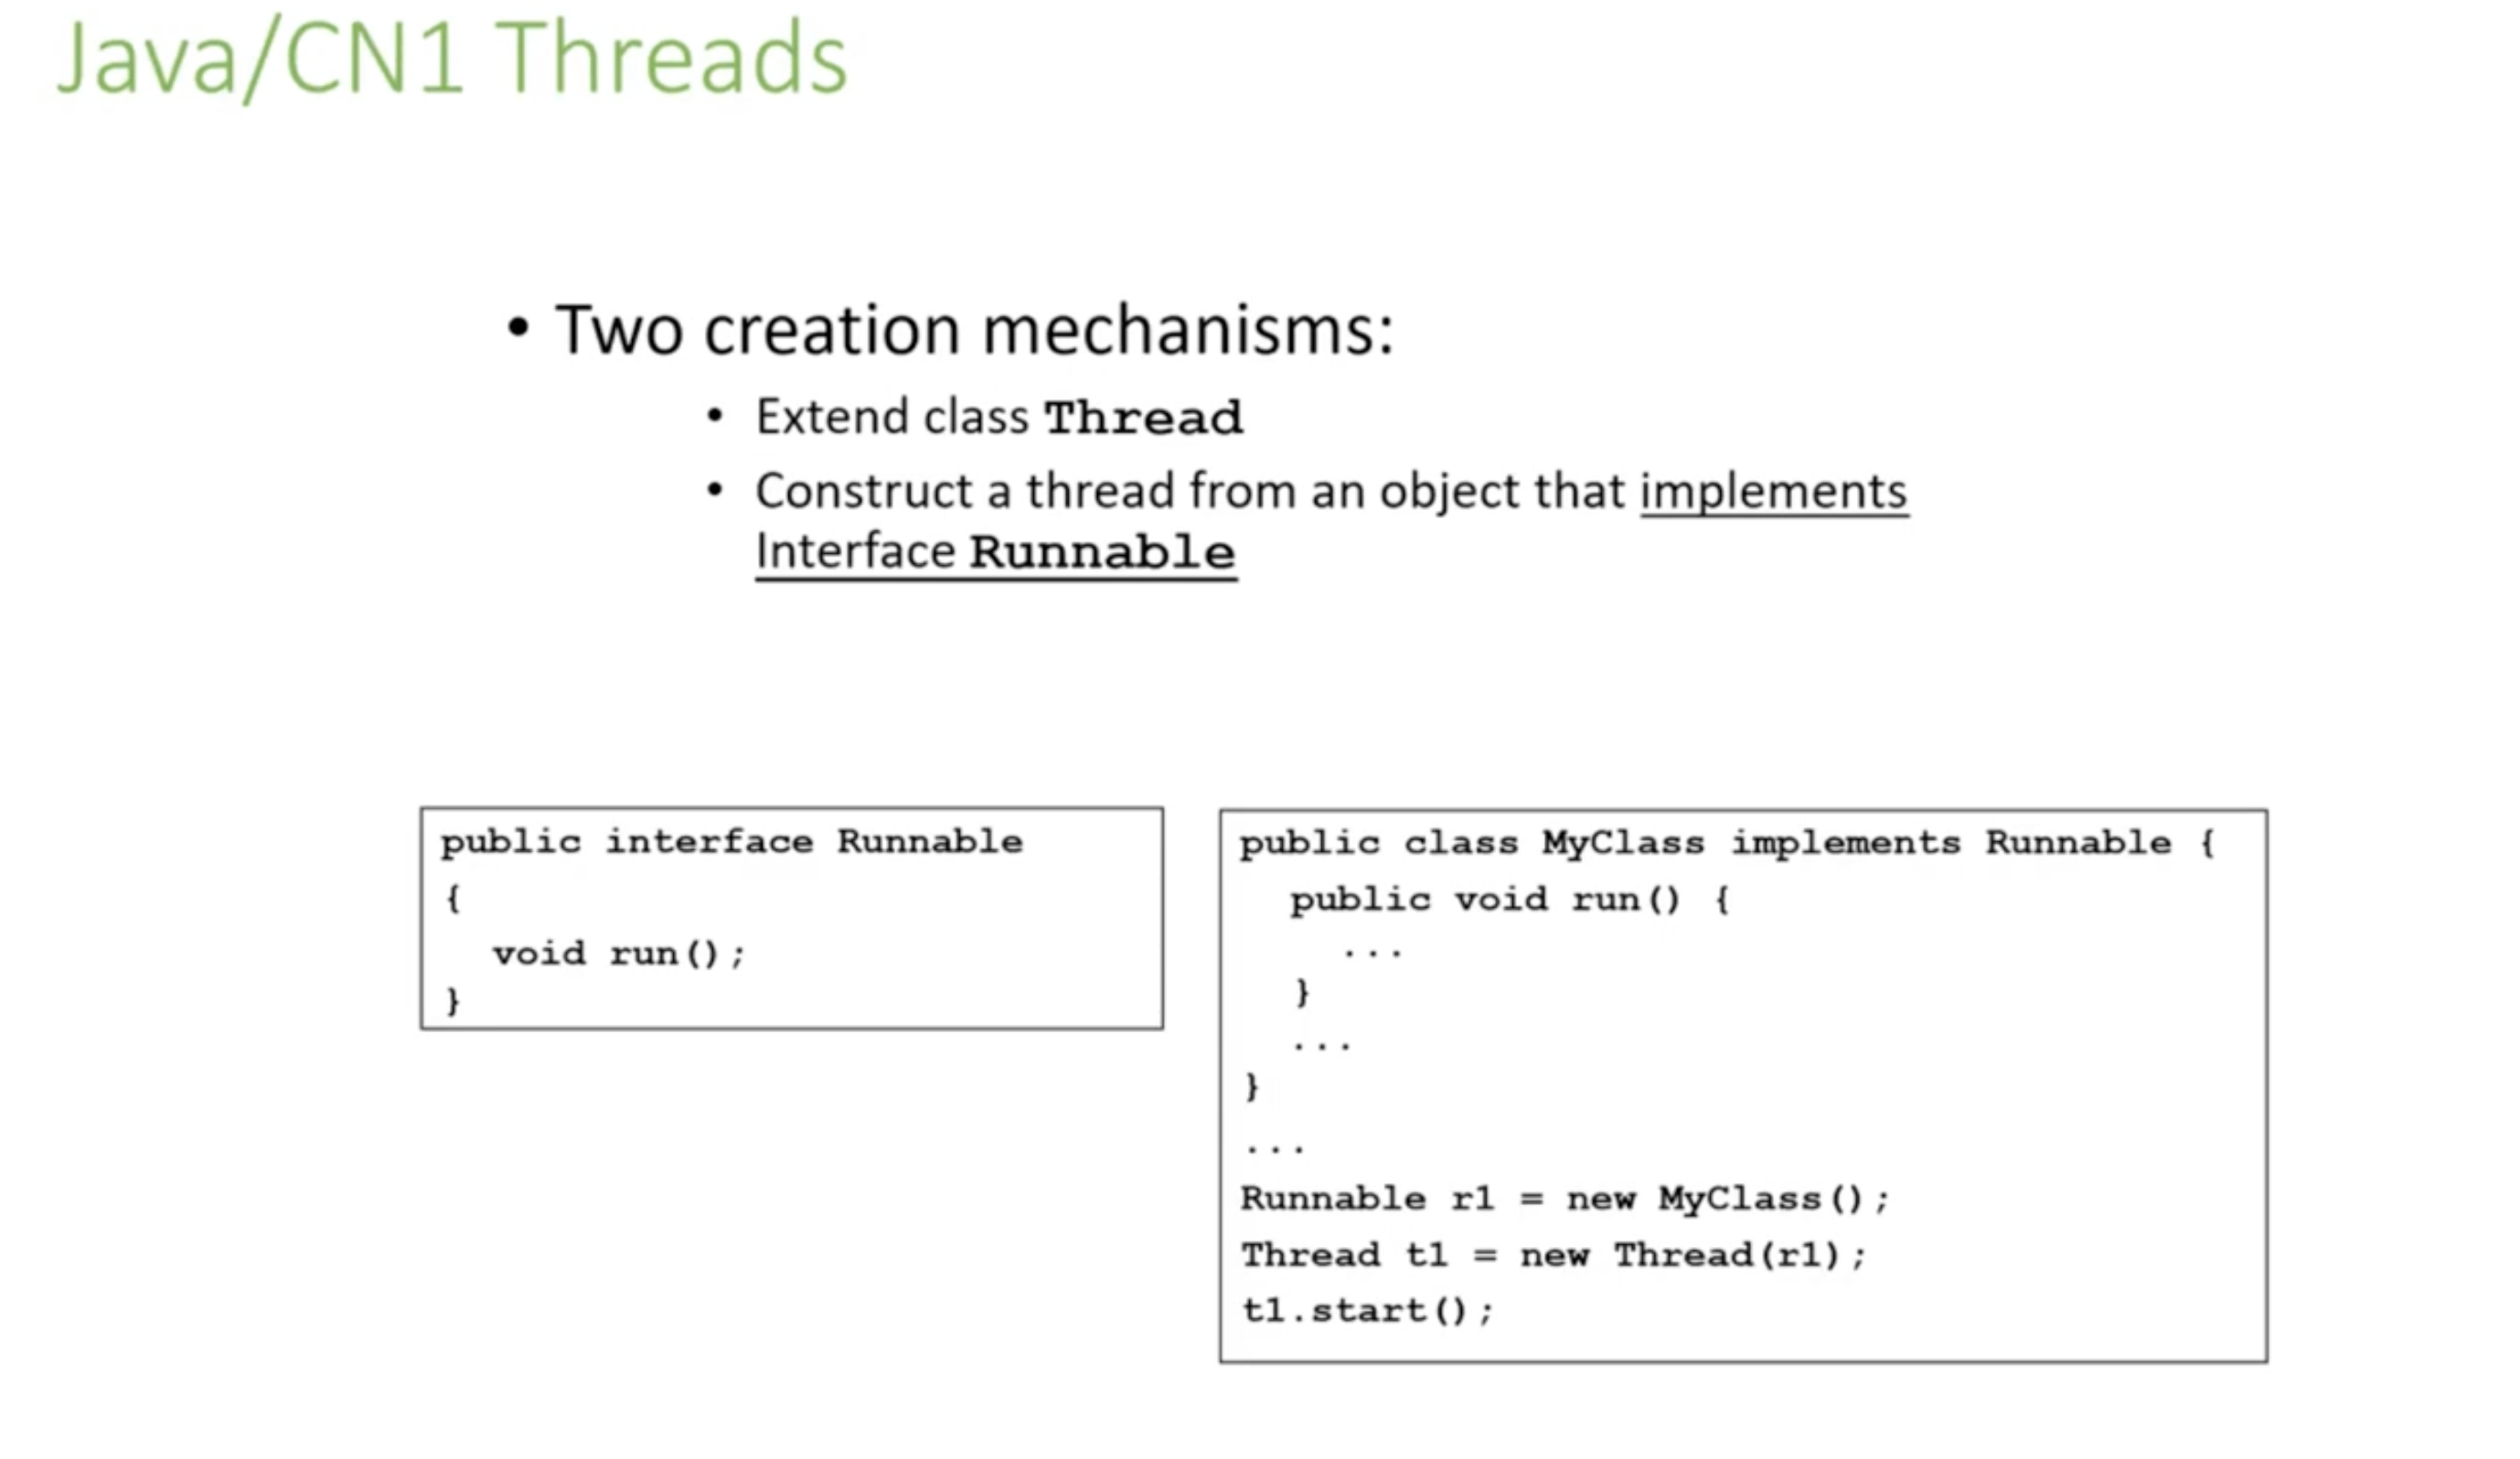 Java/CN1 Threads
• Two creation mechanisms:
• Extend class Thread
• Construct a thread from an object that implements
Interface Runnable
public interface Runnable
{
void run();
}
public class MyClass implements Runnable {
public void run() {
...
}
...
}
...
Runnable r1 = new MyClass();
Thread t1 = new Thread(r1);
t1.start();